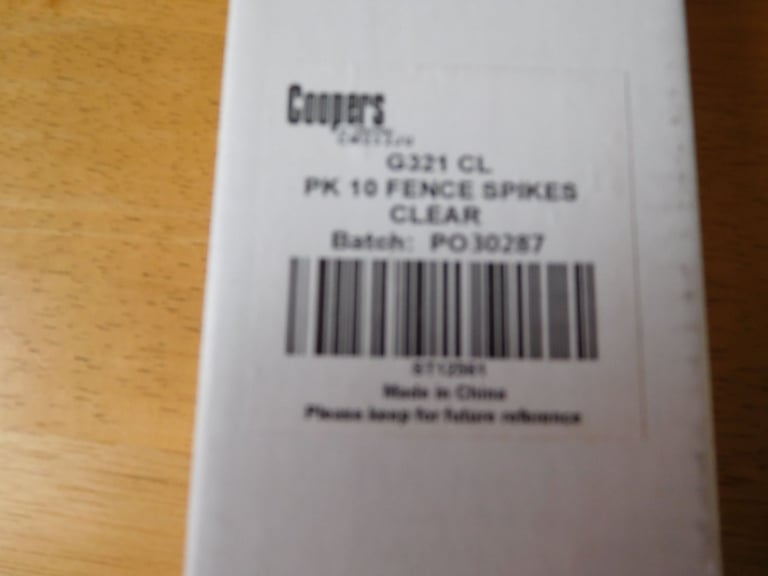 Coopers
G321 CL
PK 10 FENCE SPIKES
CLEAR
Batch: PO30287
Made in China
Please keep for future reference